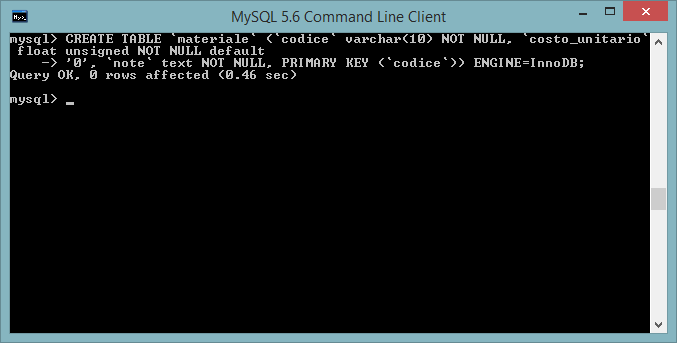 MySQL 5.6 Command Line Client
mysql> CREATE TABLE `materiale` (`codice` varchar(10) NOT NULL, `costo_unitario`
 float unsigned NOT NULL default
    -> '0', `note` text NOT NULL, PRIMARY KEY (`codice`)) ENGINE=InnoDB;
Query OK, 0 rows affected (0.46 sec)
mysql> _